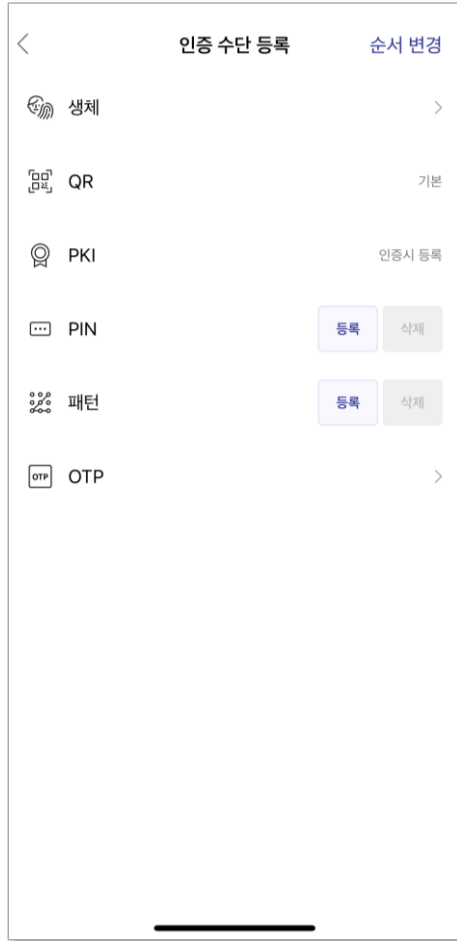 인증 수단 등록 순서 변경
생체
QR 기본
PKI 인증시 등록
PIN 등록 삭제
패턴 등록 삭제
OTP OTP